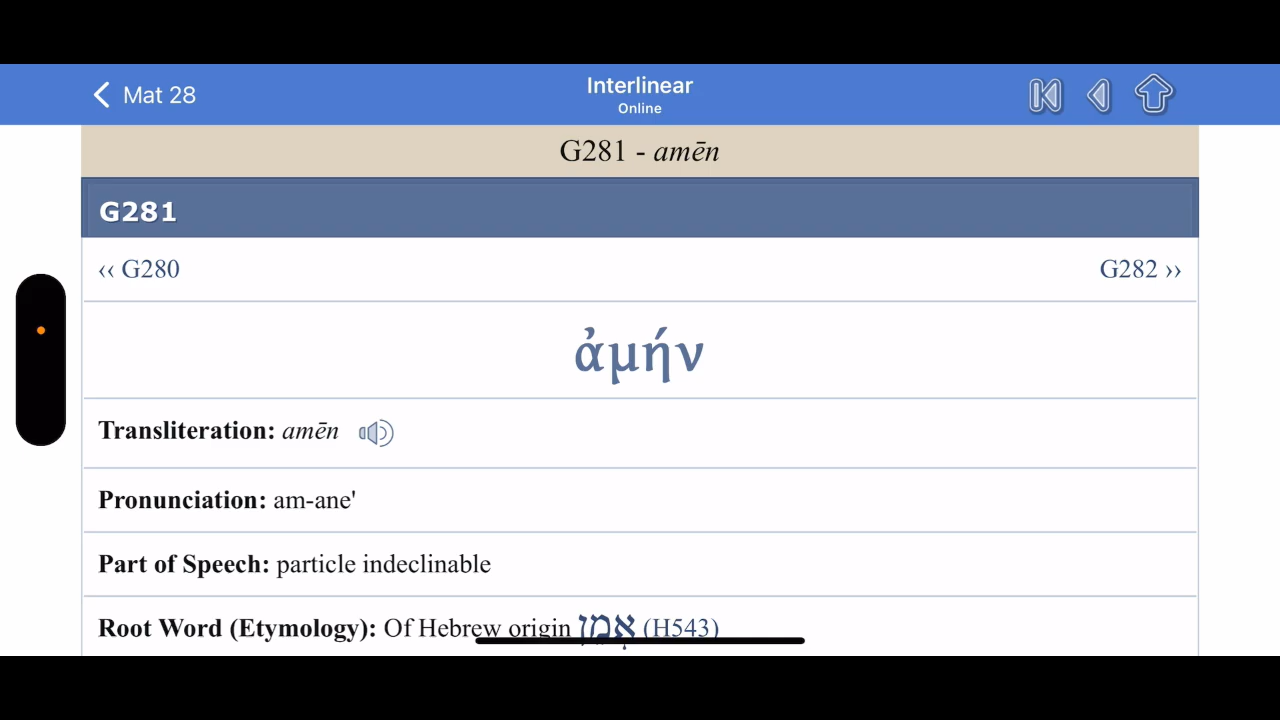 Mat 28
Interlinear
Online
G281 - amēn
G281
‹‹ G280
G282 ››
ἀμήν
Transliteration: amēn
Pronunciation: am-ane'
Part of Speech: particle indeclinable
Root Word (Etymology): Of Hebrew origin אָמֵן (H543)